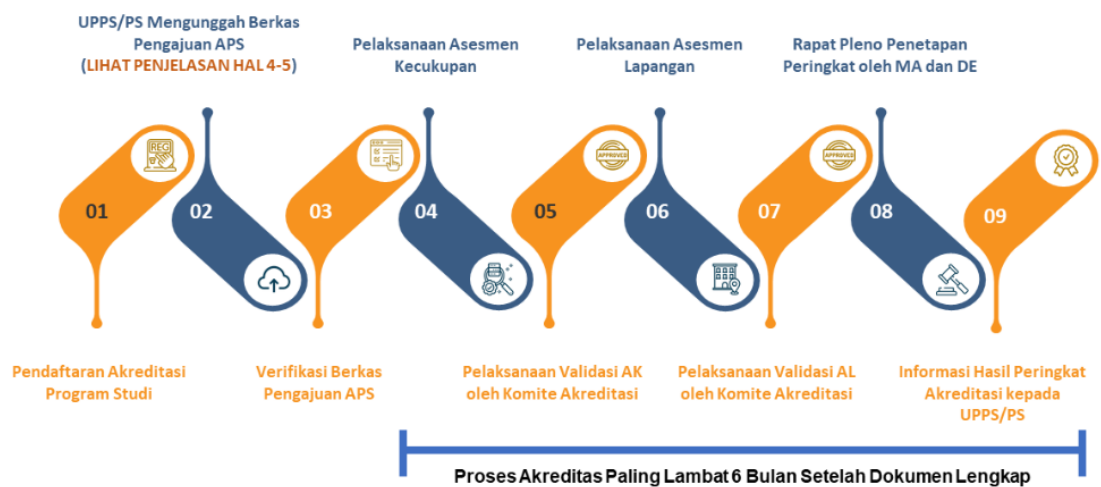 UPPS/PS Mengunggah Berkas
Pengajuan APS
(LIHAT PENJELASAN HAL 4-5)
Pelaksanaan Asesmen
Kecukupan
Pelaksanaan Asesmen
Lapangan
Rapat Pleno Penetapan
Peringkat oleh MA dan DE
REG
APPROVED
APPROVED
01
02
03
04
05
06
07
08
09
Pendaftaran Akreditasi
Program Studi
Verifikasi Berkas
Pengajuan APS
Pelaksanaan Validasi AK
oleh Komite Akreditasi
Pelaksanaan Validasi AL
oleh Komite Akreditasi
Informasi Hasil Peringkat
Akreditasi kepada
UPPS/PS
Proses Akreditas Paling Lambat 6 Bulan Setelah Dokumen Lengkap